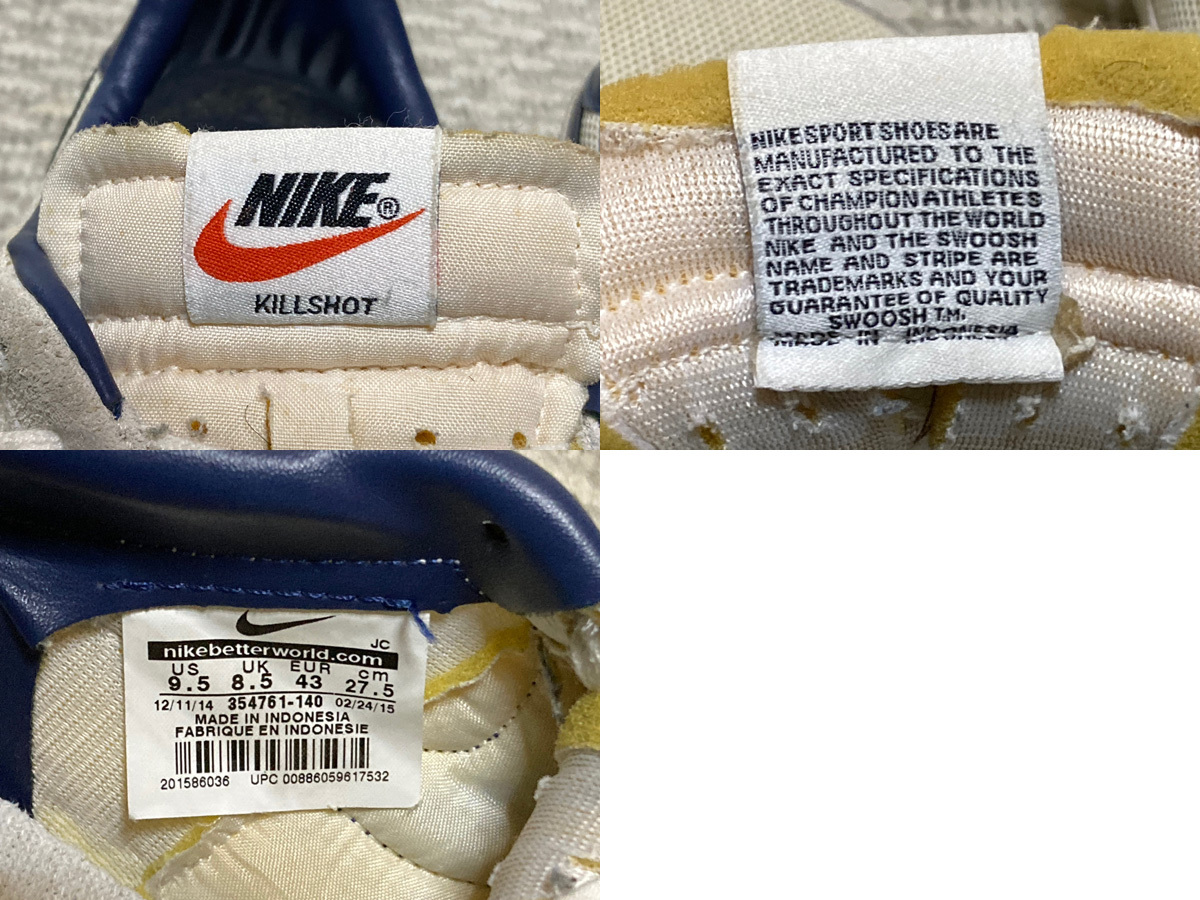 NIKE®
KILLSHOT
NIKE SPORT SHOES ARE
MANUFACTURED TO THE
EXACT SPECIFICATIONS
OF CHAMPION ATHLETES
THROUGHOUT THE WORLD
NIKE AND THE SWOOSH
NAME AND STRIPE ARE
TRADEMARKS AND YOUR
GUARANTEE OF QUALITY
SWOOSH T.M.
MADE IN INDONESIA
JC
nikebetterworld.com
US UK EUR cm
9.5 8.5 43 27.5
12/11/14 354761-140 02/24/15
MADE IN INDONESIA
FABRIQUE EN INDONESIE
201586036 UPC 00886059617532